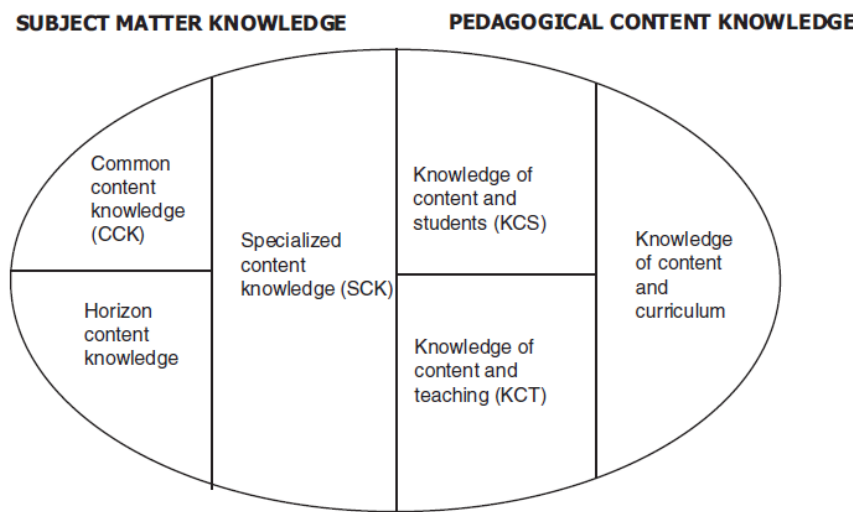 SUBJECT MATTER KNOWLEDGE
PEDAGOGICAL CONTENT KNOWLEDGE
Common
content
knowledge
(CCK)
Horizon
content
knowledge
Specialized
content
knowledge (SCK)
Knowledge of
content and
students (KCS)
Knowledge of
content and
teaching (KCT)
Knowledge
of content
and
curriculum